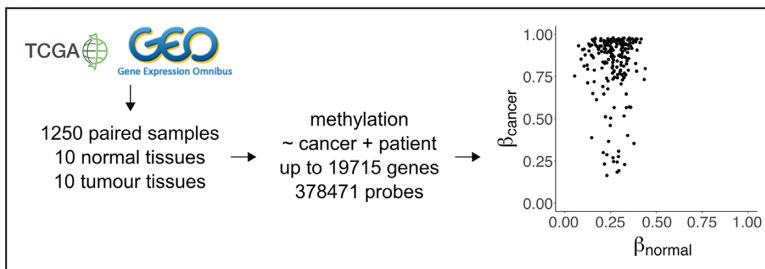 TCGA
GEO
Gene Expression Omnibus
1250 paired samples
10 normal tissues
10 tumour tissues
methylation
~ cancer + patient
up to 19715 genes
378471 probes
βcancer
1.00
0.75
0.50
0.25
0.00
0.00 0.25 0.50 0.75 1.00
βnormal